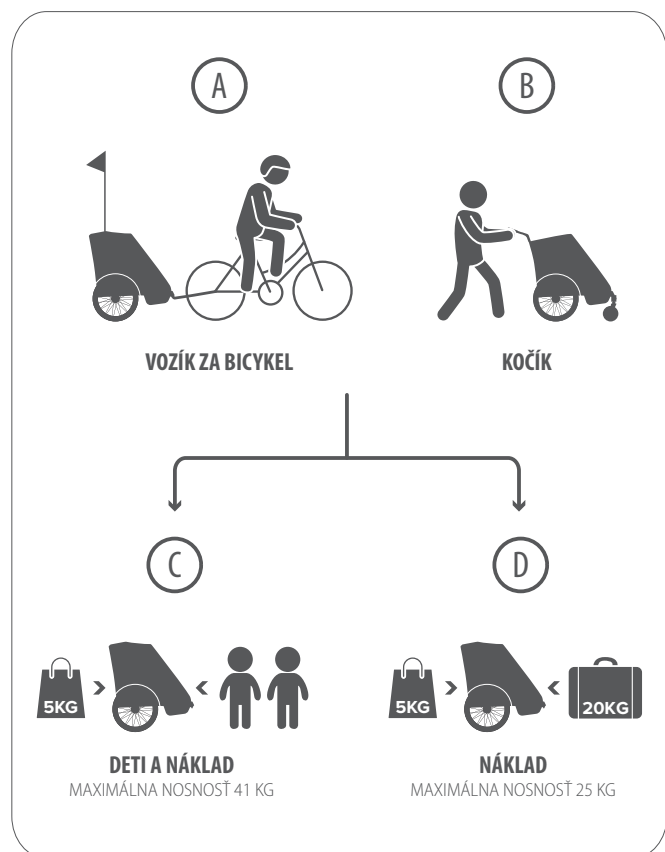 A
B
VOZÍK ZA BICYKEL
KOČÍK
C
D
5KG
5KG
20KG
DETI A NÁKLAD
MAXIMÁLNA NOSNOSŤ 41 KG
NÁKLAD
MAXIMÁLNA NOSNOSŤ 25 KG